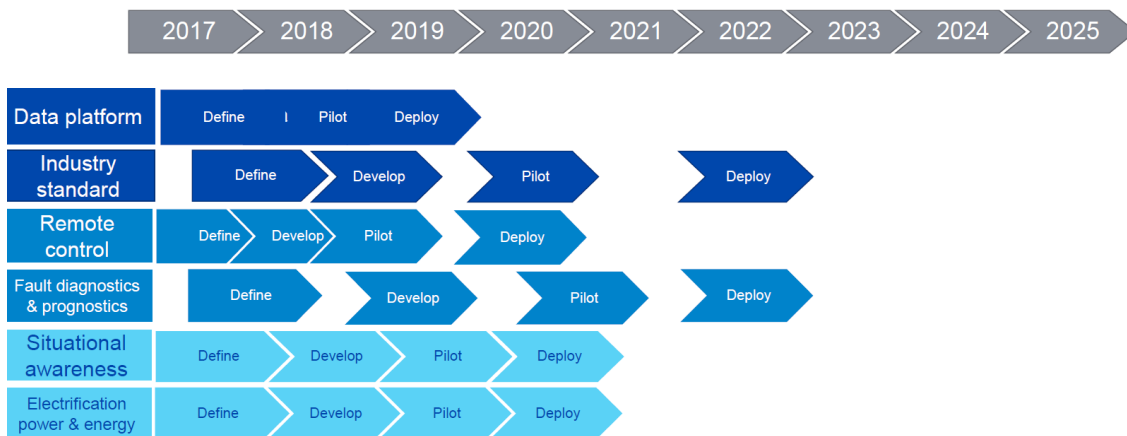 2017 2018 2019 2020 2021 2022 2023 2024 2025
Data platform Define Pilot Deploy
Industry
standard
Define Develop Pilot Deploy
Remote
control
Define Develop Pilot Deploy
Fault diagnostics
& prognostics
Define Develop Pilot Deploy
Situational
awareness
Define Develop Pilot Deploy
Electrification
power & energy
Define Develop Pilot Deploy